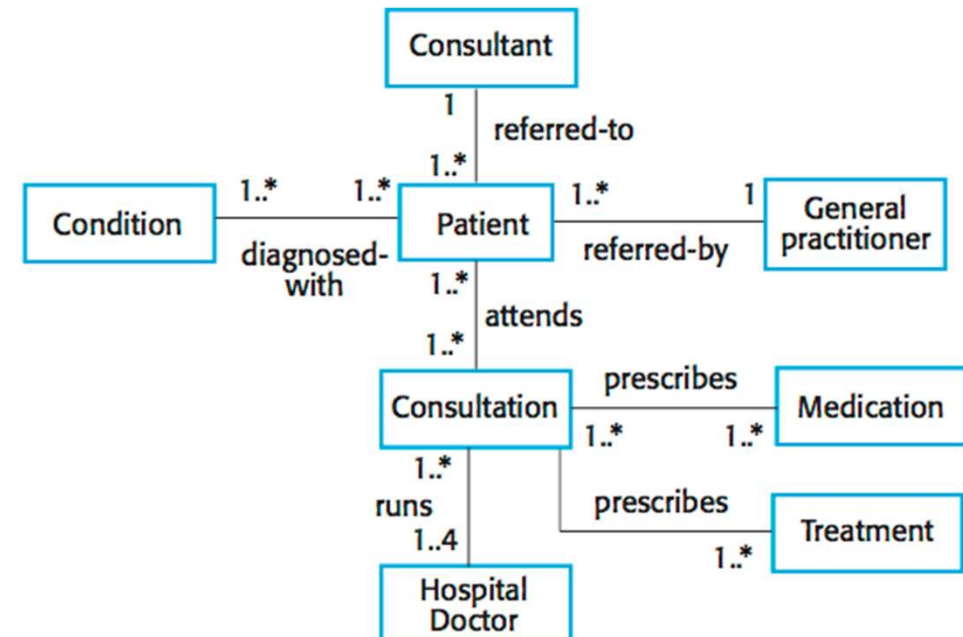 Consultant
1
referred-to
1..*
1..*
1..*
1..*
1
Condition
Patient
General
practitioner
diagnosed-
with
referred-by
1..*
attends
1..*
prescribes
Consultation
Medication
1..*
1..*
1..*
runs
prescribes
Treatment
1..4
1..*
Hospital
Doctor